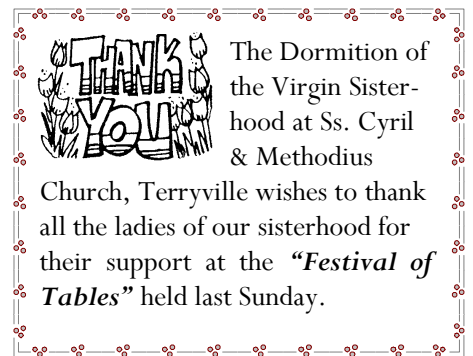 THANK
YOU
The Dormition of
the Virgin Sister-
hood at Ss. Cyril
& Methodius
Church, Terryville wishes to thank
all the ladies of our sisterhood for
their support at the “Festival of
Tables” held last Sunday.